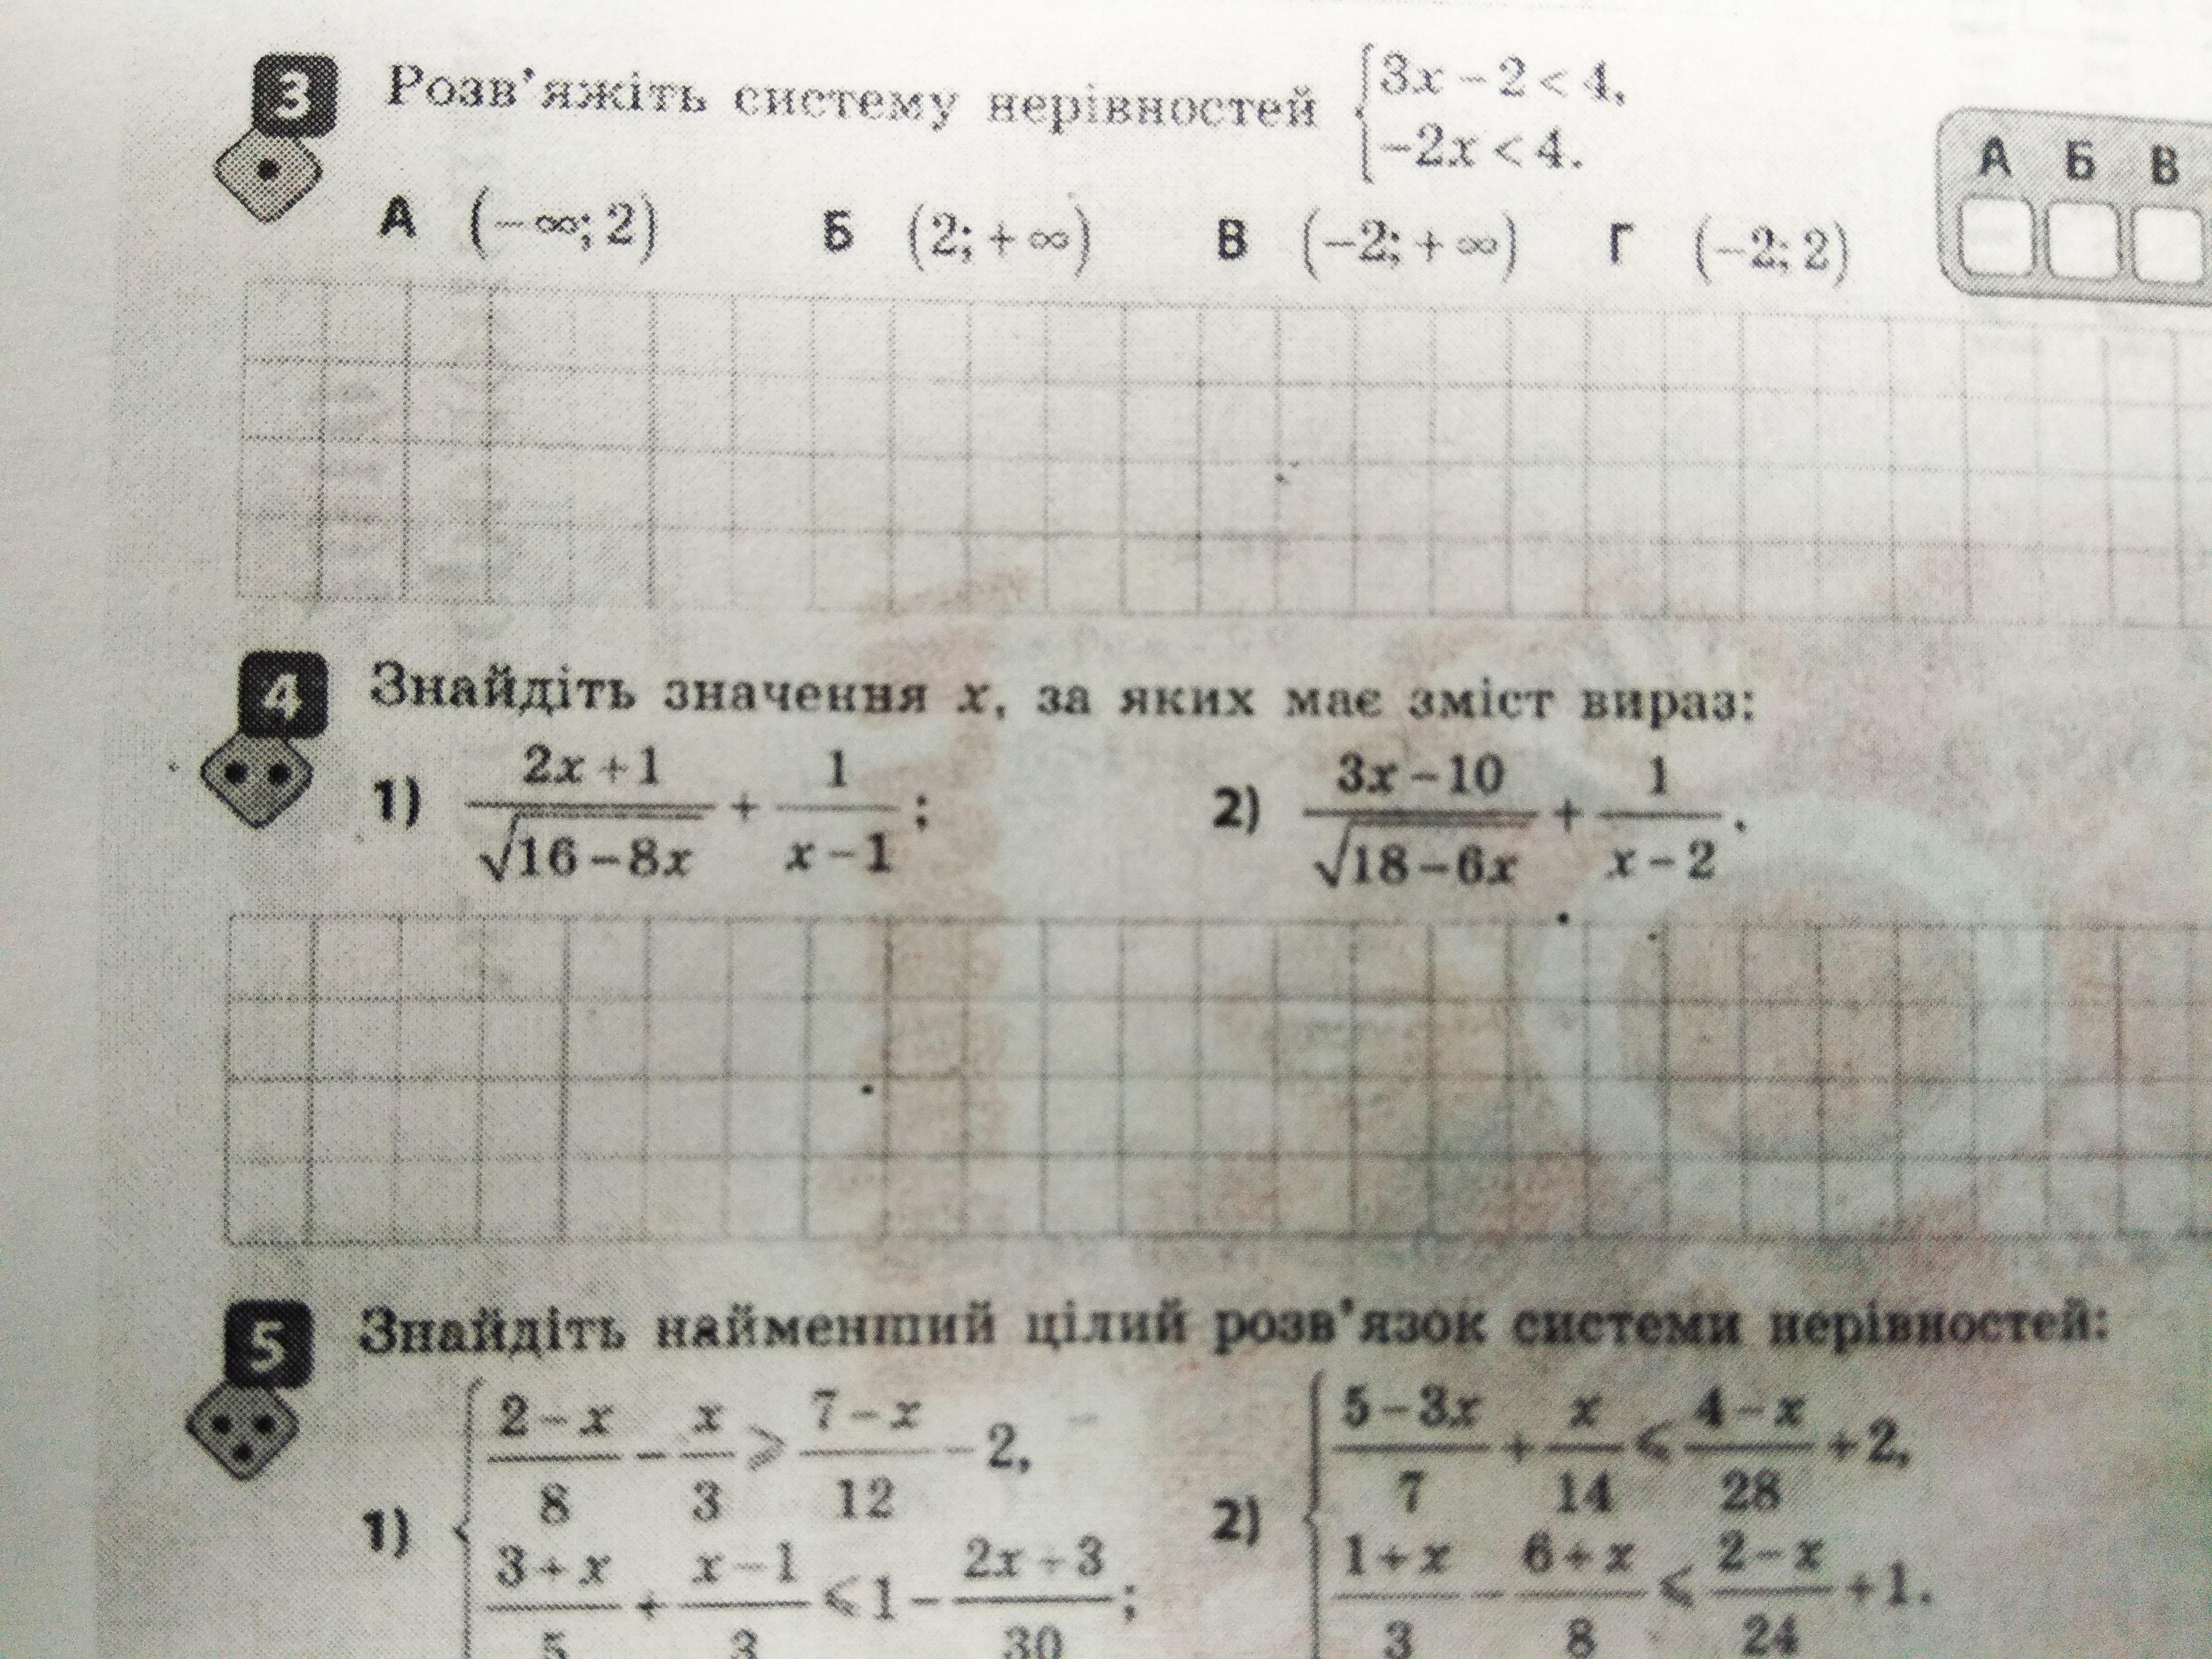 3 Розв'яжіть систему нерівностей { 3x − 2 < 4,
−2x < 4.
А Б В
А (−∞; 2) Б (2; +∞) В (−2; +∞) Г (−2; 2)
4 Знайдіть значення x, за яких має зміст вираз:
1) (2x + 1)/√(16 − 8x) + 1/(x − 1); 2) (3x − 10)/√(18 − 6x) + 1/(x − 2).
5 Знайдіть найменший цілий розв'язок системи нерівностей:
1) { (2 − x)/8 − x/3 ⩾ (7 − x)/12 − 2,
(3 + x)/5 + (x − 1)/3 ⩽ 1 − (2x + 3)/30;
2) { (5 − 3x)/7 + x/14 ⩽ (4 − x)/28 + 2,
(1 + x)/3 − (6 + x)/8 ⩽ (2 − x)/24 + 1.